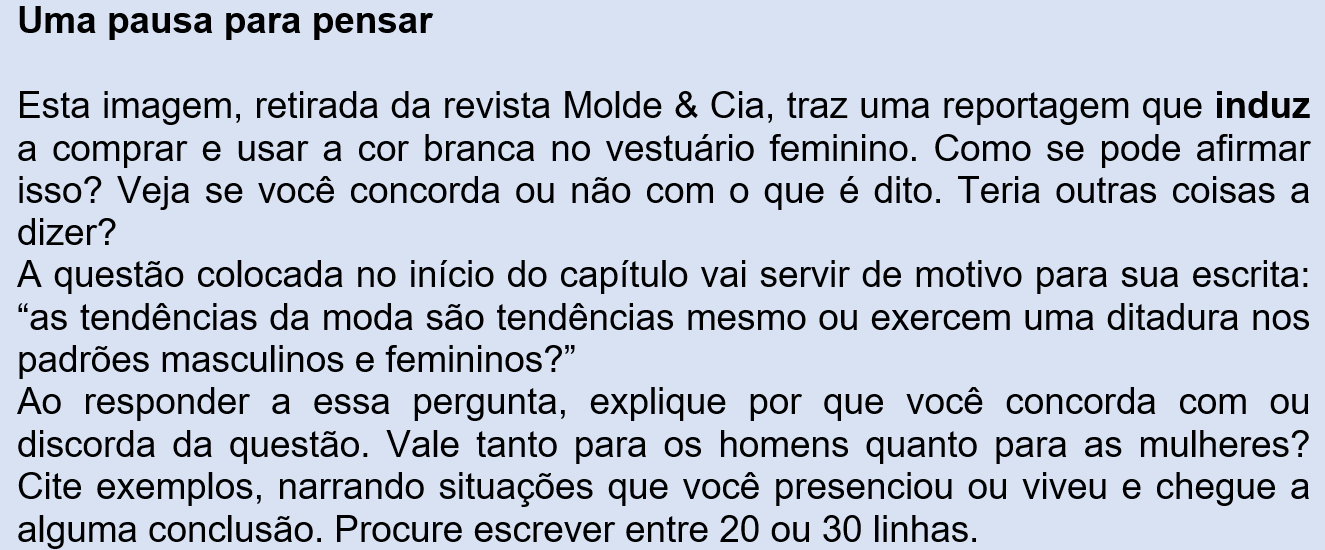 Uma pausa para pensar
Esta imagem, retirada da revista Molde & Cia, traz uma reportagem que induz
a comprar e usar a cor branca no vestuário feminino. Como se pode afirmar
isso? Veja se você concorda ou não com o que é dito. Teria outras coisas a
dizer?
A questão colocada no início do capítulo vai servir de motivo para sua escrita:
“as tendências da moda são tendências mesmo ou exercem uma ditadura nos
padrões masculinos e femininos?”
Ao responder a essa pergunta, explique por que você concorda com ou
discorda da questão. Vale tanto para os homens quanto para as mulheres?
Cite exemplos, narrando situações que você presenciou ou viveu e chegue a
alguma conclusão. Procure escrever entre 20 ou 30 linhas.